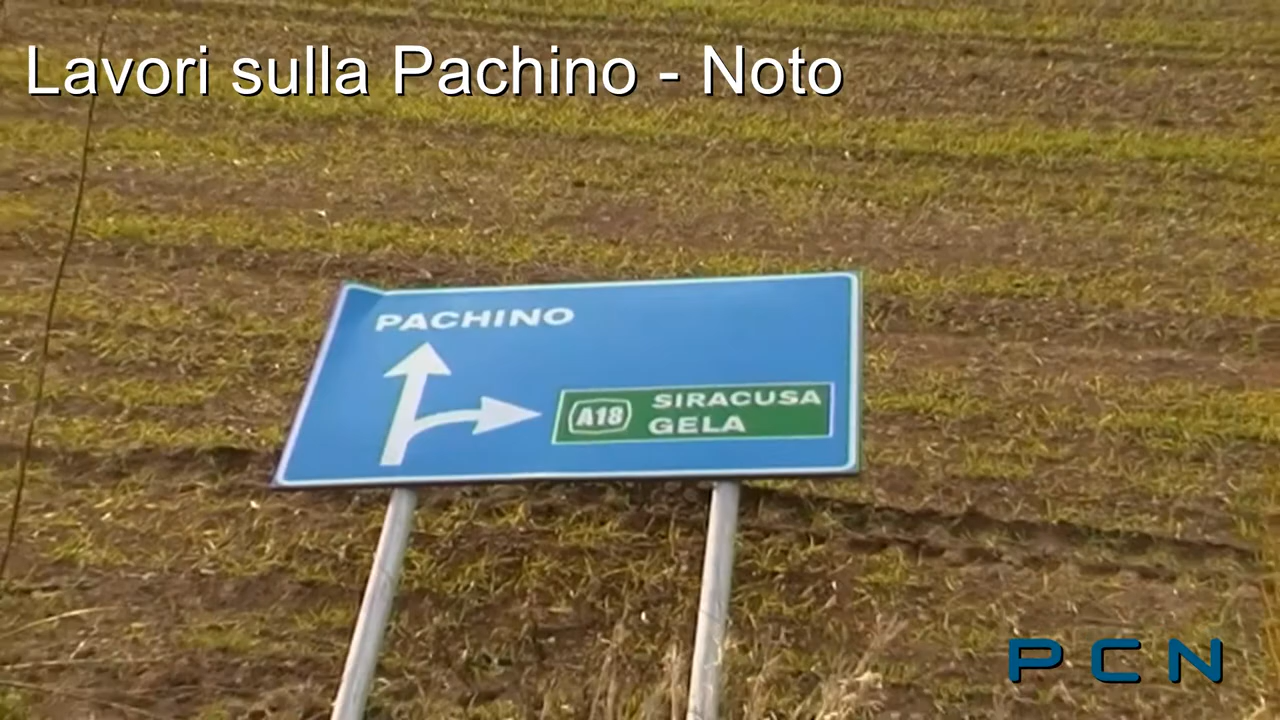 Lavori sulla Pachino - Noto
PACHINO
A18
SIRACUSA
GELA
PCN